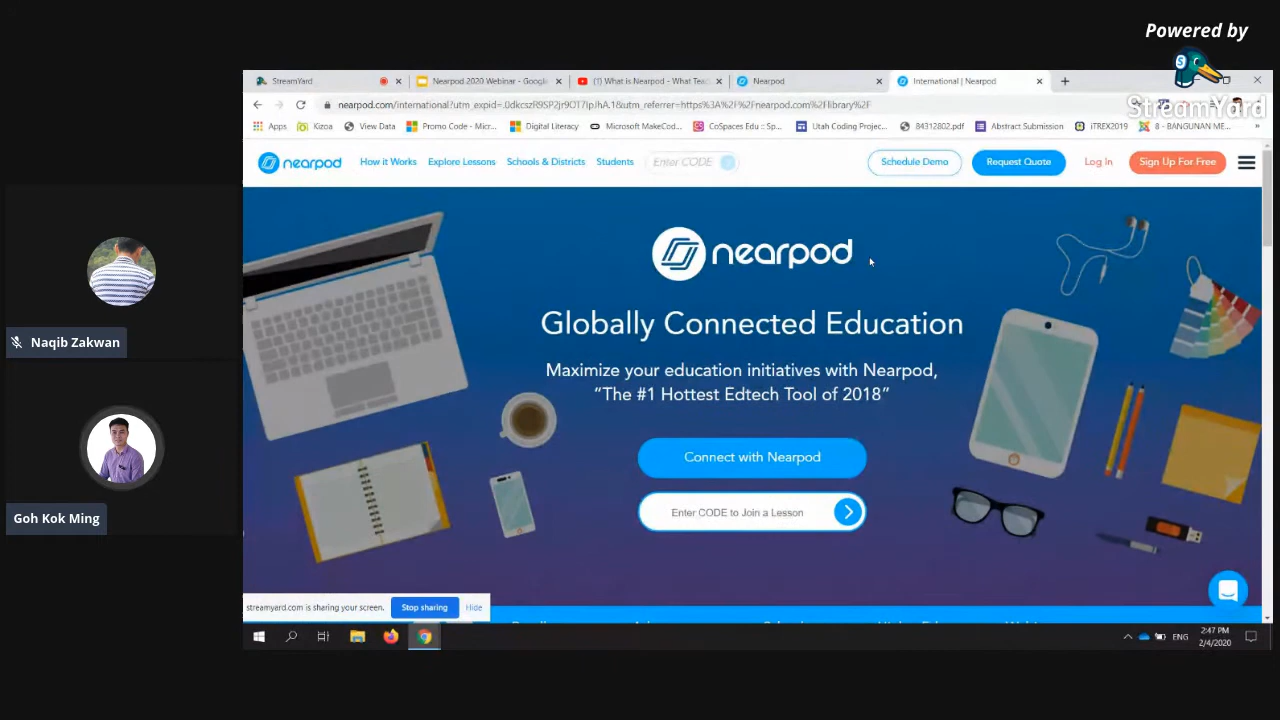 Powered by
StreamYard
StreamYard
Nearpod 2020 Webinar - Google
(1) What is Nearpod - What Teac
Nearpod
International | Nearpod
nearpod.com/international?utm_expid=.0dkcszR9SP2jr9OT7IpJhA.1&utm_referrer=https%3A%2F%2Fnearpod.com%2Flibrary%2F
Apps
Kizoa
View Data
Promo Code - Micr...
Digital Literacy
Microsoft MakeCod...
CoSpaces Edu :: Sp...
Utah Coding Projec...
84312802.pdf
Abstract Submission
iTREX2019
8 - BANGUNAN ME...
nearpod
How it Works
Explore Lessons
Schools & Districts
Students
Enter CODE
Schedule Demo
Request Quote
Log In
Sign Up For Free
nearpod
Globally Connected Education
Maximize your education initiatives with Nearpod,
“The #1 Hottest Edtech Tool of 2018”
Connect with Nearpod
Enter CODE to Join a Lesson
Naqib Zakwan
Goh Kok Ming
streamyard.com is sharing your screen.
Stop sharing
Hide
ENG
2:47 PM
2/4/2020